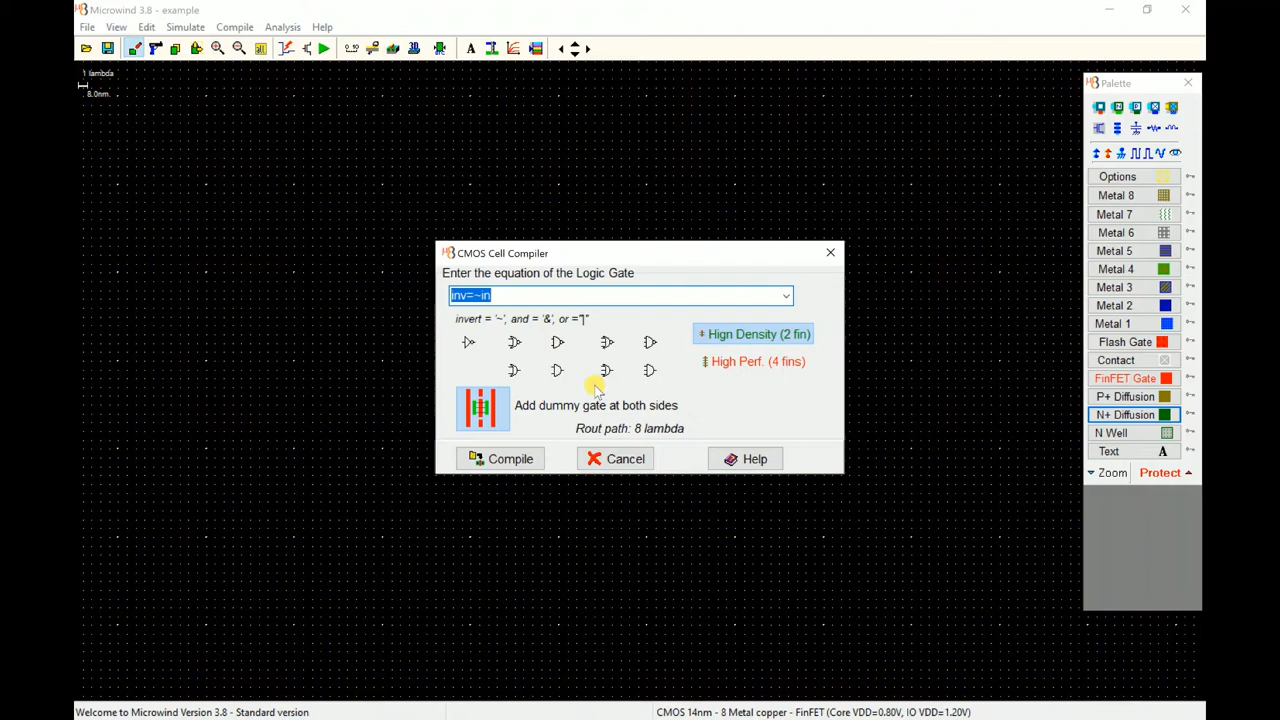 Microwind 3.8 - example
File View Edit Simulate Compile Analysis Help
1 lambda
8.0nm
Palette
Options
Metal 8
Metal 7
Metal 6
Metal 5
Metal 4
Metal 3
Metal 2
Metal 1
Flash Gate
Contact
FinFET Gate
P+ Diffusion
N+ Diffusion
N Well
Text A
Zoom Protect
CMOS Cell Compiler
Enter the equation of the Logic Gate
inv=~in
invert = '~', and = '&', or ="|"
Hign Density (2 fin)
High Perf. (4 fins)
Add dummy gate at both sides
Rout path: 8 lambda
Compile Cancel Help
Welcome to Microwind Version 3.8 - Standard version
CMOS 14nm - 8 Metal copper - FinFET (Core VDD=0.80V, IO VDD=1.20V)